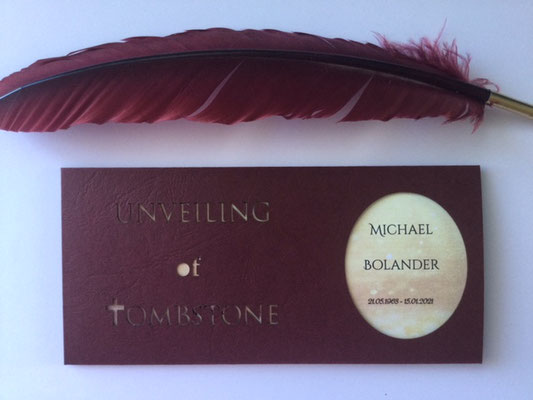 UNVEILING
of
TOMBSTONE
MICHAEL
BOLANDER
21.05.1968 - 15.01.2021